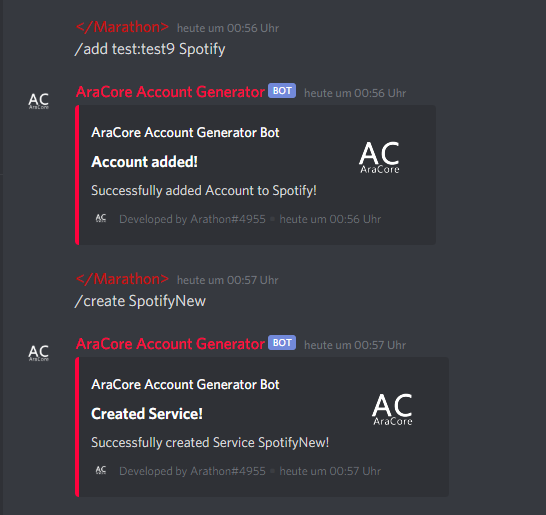 </Marathon> heute um 00:56 Uhr
/add test:test9 Spotify
AC
AraCore
AraCore Account Generator BOT heute um 00:56 Uhr
AraCore Account Generator Bot
Account added!
AC
AraCore
Successfully added Account to Spotify!
AC Developed by Arathon#4955 • heute um 00:56 Uhr
</Marathon> heute um 00:57 Uhr
/create SpotifyNew
AC
AraCore
AraCore Account Generator BOT heute um 00:57 Uhr
AraCore Account Generator Bot
Created Service!
AC
AraCore
Successfully created Service SpotifyNew!
AC Developed by Arathon#4955 • heute um 00:57 Uhr